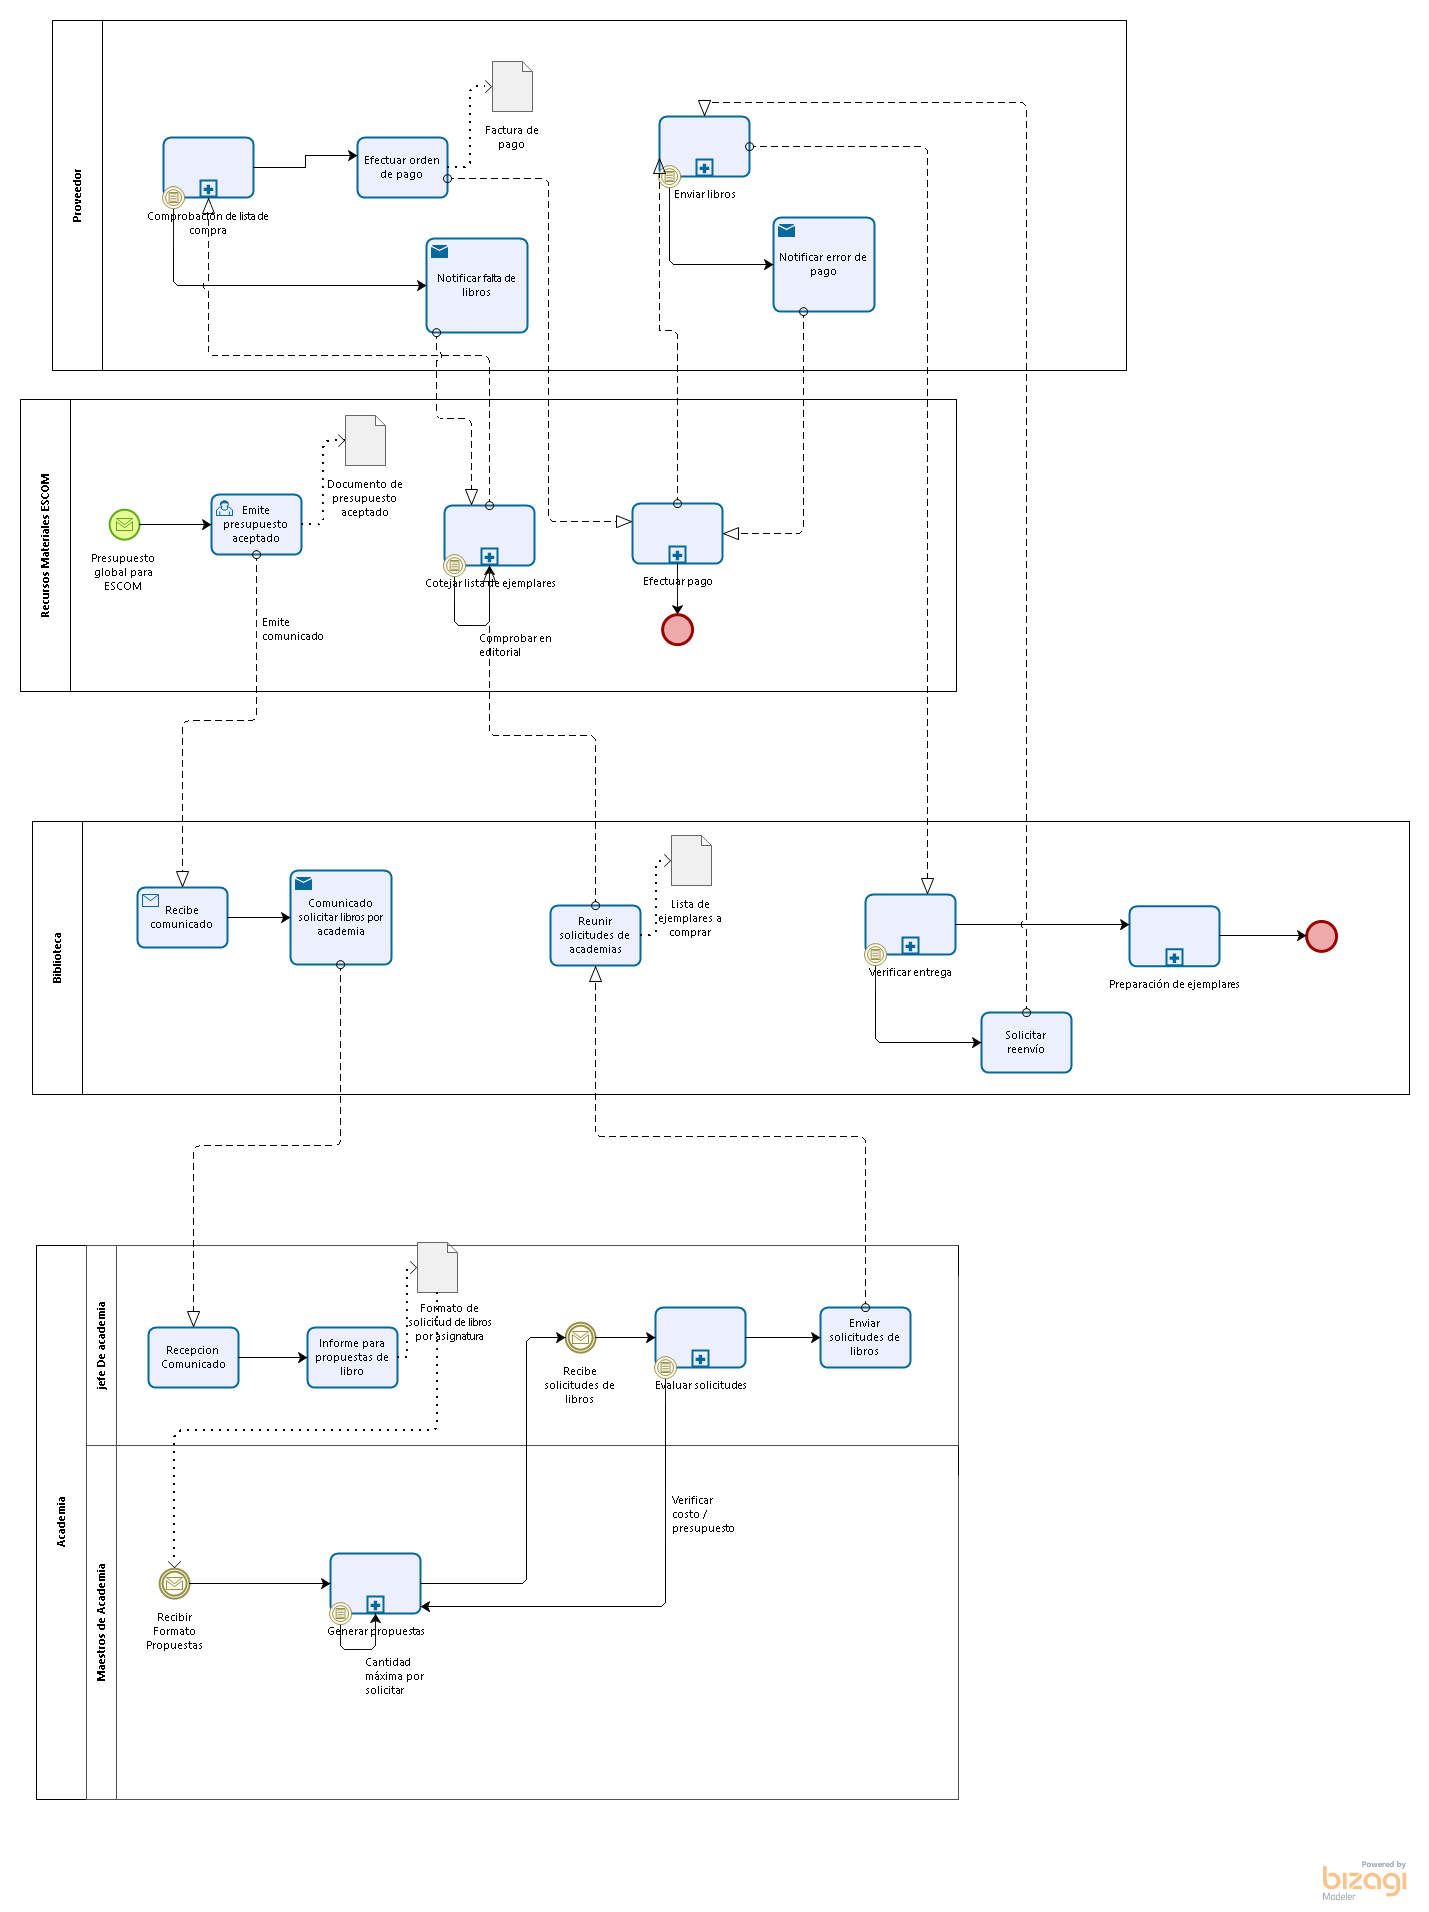 Proveedor
Factura de
pago
Efectuar orden
de pago
Comprobación de lista de
compra
Enviar libros
Notificar falta de
libros
Notificar error de
pago
Recursos Materiales ESCOM
Presupuesto
global para
ESCOM
Emite
presupuesto
aceptado
Documento de
presupuesto
aceptado
Cotejar lista de ejemplares
Comprobar en
editorial
Efectuar pago
Emite
comunicado
Biblioteca
Recibe
comunicado
Comunicado
solicitar libros por
academia
Reunir
solicitudes de
academias
Lista de
ejemplares a
comprar
Verificar entrega
Preparación de ejemplares
Solicitar
reenvío
Academia
jefe De academia
Recepcion
Comunicado
Informe para
propuestas de
libro
Formato de
solicitud de libros
por asignatura
Recibe
solicitudes de
libros
Evaluar solicitudes
Enviar
solicitudes de
libros
Maestros de Academia
Recibir
Formato
Propuestas
Generar propuestas
Cantidad
máxima por
solicitar
Verificar
costo /
presupuesto
Powered by
bizagi
Modeler